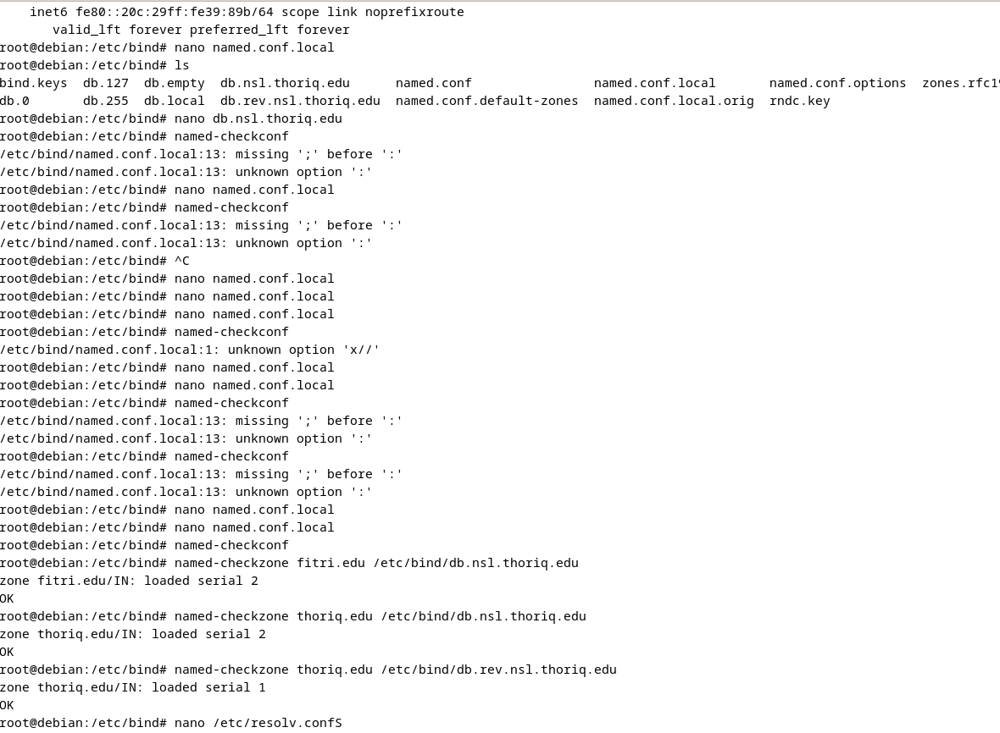 inet6 fe80::20c:29ff:fe39:89b/64 scope link noprefixroute
valid_lft forever preferred_lft forever
root@debian:/etc/bind# nano named.conf.local
root@debian:/etc/bind# ls
bind.keys  db.127  db.empty  db.nsl.thoriq.edu      named.conf                named.conf.local       named.conf.options  zones.rfc19
db.0       db.255  db.local  db.rev.nsl.thoriq.edu  named.conf.default-zones  named.conf.local.orig  rndc.key
root@debian:/etc/bind# nano db.nsl.thoriq.edu
root@debian:/etc/bind# named-checkconf
/etc/bind/named.conf.local:13: missing ';' before ':'
/etc/bind/named.conf.local:13: unknown option ':'
root@debian:/etc/bind# nano named.conf.local
root@debian:/etc/bind# named-checkconf
/etc/bind/named.conf.local:13: missing ';' before ':'
/etc/bind/named.conf.local:13: unknown option ':'
root@debian:/etc/bind# ^C
root@debian:/etc/bind# nano named.conf.local
root@debian:/etc/bind# nano named.conf.local
root@debian:/etc/bind# nano named.conf.local
root@debian:/etc/bind# named-checkconf
/etc/bind/named.conf.local:1: unknown option 'x//'
root@debian:/etc/bind# nano named.conf.local
root@debian:/etc/bind# nano named.conf.local
root@debian:/etc/bind# named-checkconf
/etc/bind/named.conf.local:13: missing ';' before ':'
/etc/bind/named.conf.local:13: unknown option ':'
root@debian:/etc/bind# named-checkconf
/etc/bind/named.conf.local:13: missing ';' before ':'
/etc/bind/named.conf.local:13: unknown option ':'
root@debian:/etc/bind# nano named.conf.local
root@debian:/etc/bind# nano named.conf.local
root@debian:/etc/bind# named-checkconf
root@debian:/etc/bind# named-checkzone fitri.edu /etc/bind/db.nsl.thoriq.edu
zone fitri.edu/IN: loaded serial 2
OK
root@debian:/etc/bind# named-checkzone thoriq.edu /etc/bind/db.nsl.thoriq.edu
zone thoriq.edu/IN: loaded serial 2
OK
root@debian:/etc/bind# named-checkzone thoriq.edu /etc/bind/db.rev.nsl.thoriq.edu
zone thoriq.edu/IN: loaded serial 1
OK
root@debian:/etc/bind# nano /etc/resolv.confS